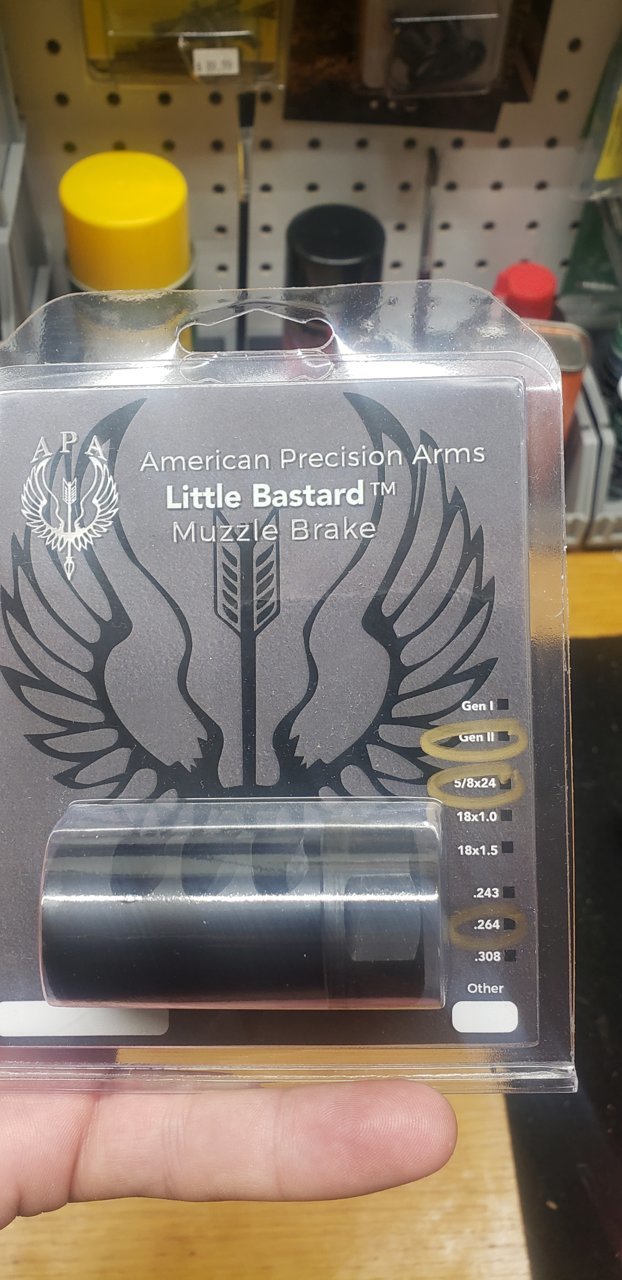 APA
American Precision Arms
Little Bastard™
Muzzle Brake
Gen I
Gen II
5/8x24
18x1.0
18x1.5
.243
.264
.308
Other